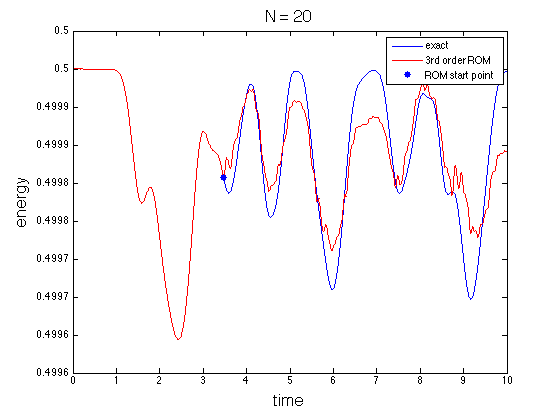 N = 20
0.5
0.5
0.4999
0.4999
0.4998
0.4998
0.4997
0.4997
0.4996
0.4996
energy
exact
3rd order ROM
ROM start point
0 1 2 3 4 5 6 7 8 9 10
time